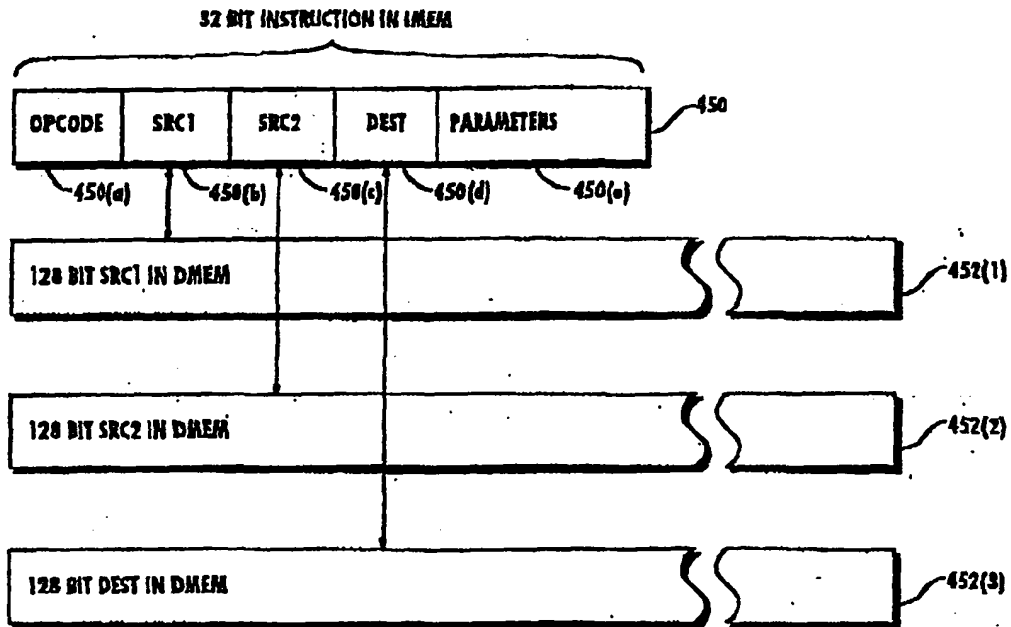 32 BIT INSTRUCTION IN IMEM
OPCODE SRC1 SRC2 DEST PARAMETERS
450
450(a) 450(b) 450(c) 450(d) 450(e)
128 BIT SRC1 IN DMEM
452(1)
128 BIT SRC2 IN DMEM
452(2)
128 BIT DEST IN DMEM
452(3)